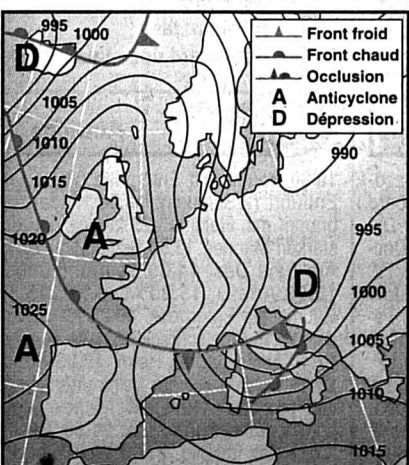 995
1000
D
Front froid
Front chaud
Occlusion
A Anticyclone
D Dépression
1005
1010
990
1015
1020
A
995
D
1000
1025
1005
A
1010
1015